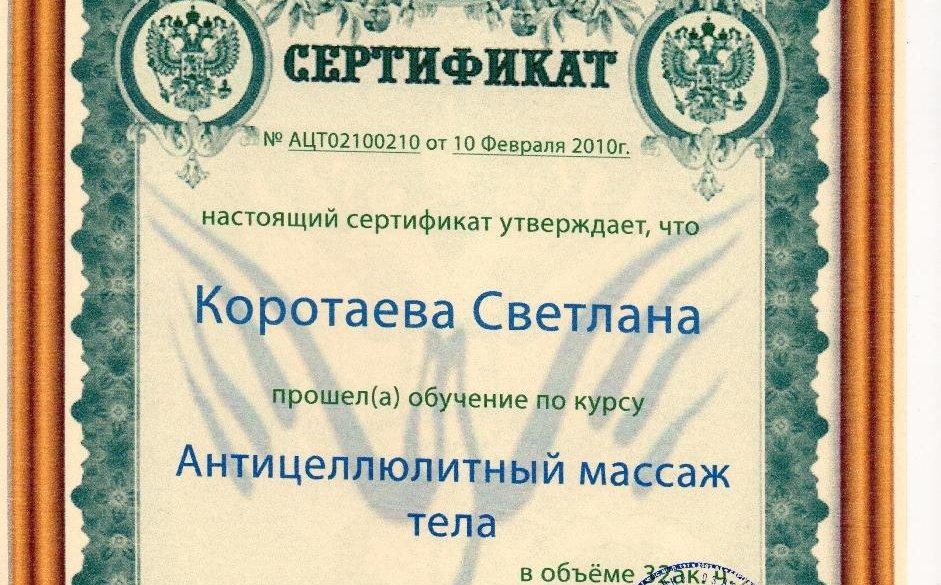 СЕРТИФИКАТ
№ АЦТ02100210 от 10 Февраля 2010г.
настоящий сертификат утверждает, что
Коротаева Светлана
прошел(а) обучение по курсу
Антицеллюлитный массаж
тела
в объёме 32ак. ч.